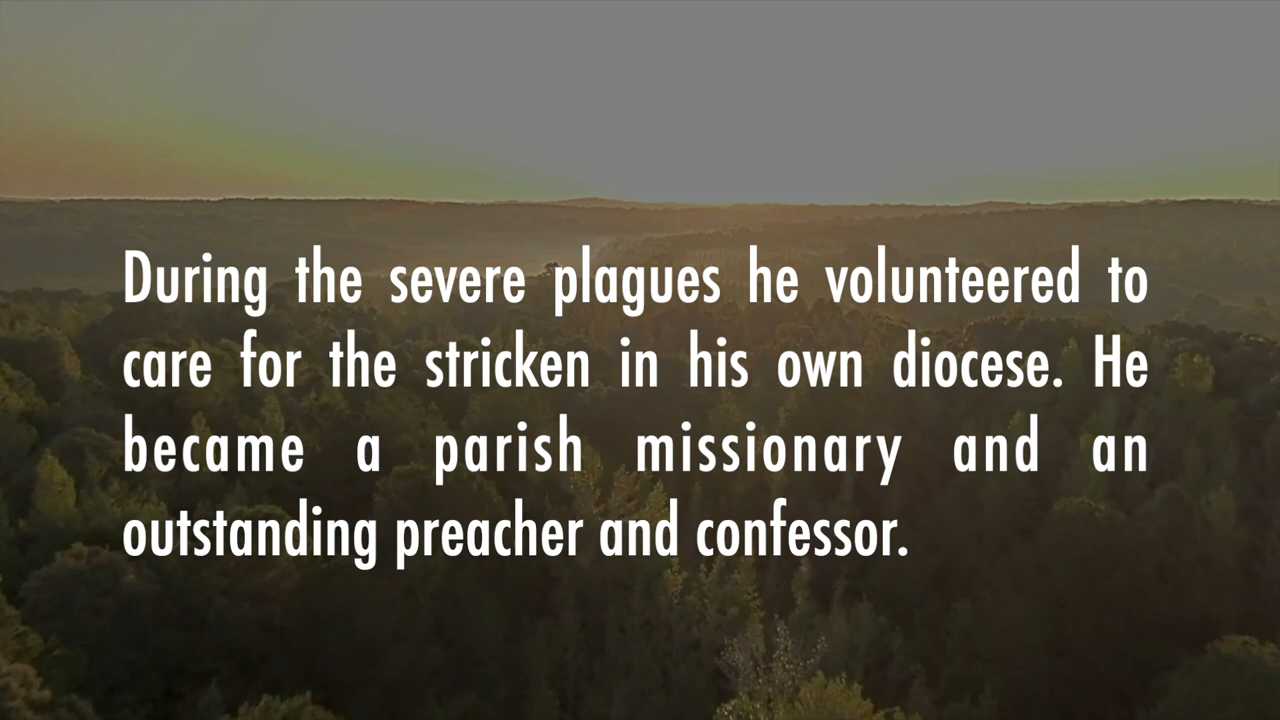 During the severe plagues he volunteered to
care for the stricken in his own diocese. He
became a parish missionary and an
outstanding preacher and confessor.